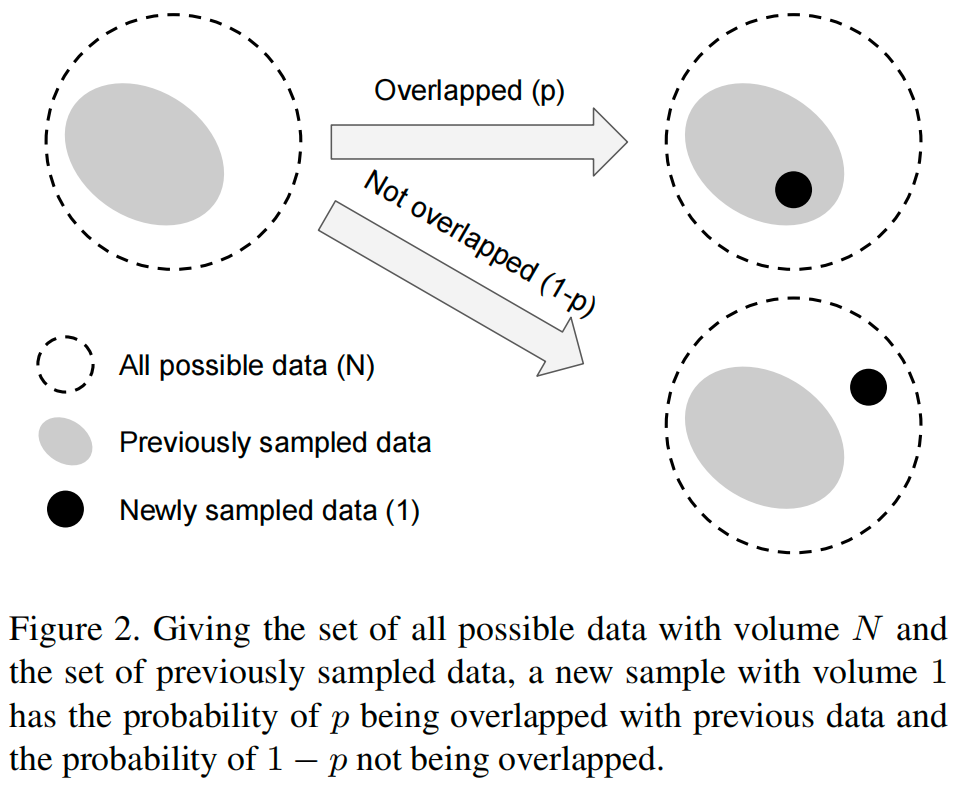 Overlapped (p)
Not overlapped (1-p)
All possible data (N)
Previously sampled data
Newly sampled data (1)
Figure 2. Giving the set of all possible data with volume N and
the set of previously sampled data, a new sample with volume 1
has the probability of p being overlapped with previous data and
the probability of 1 − p not being overlapped.